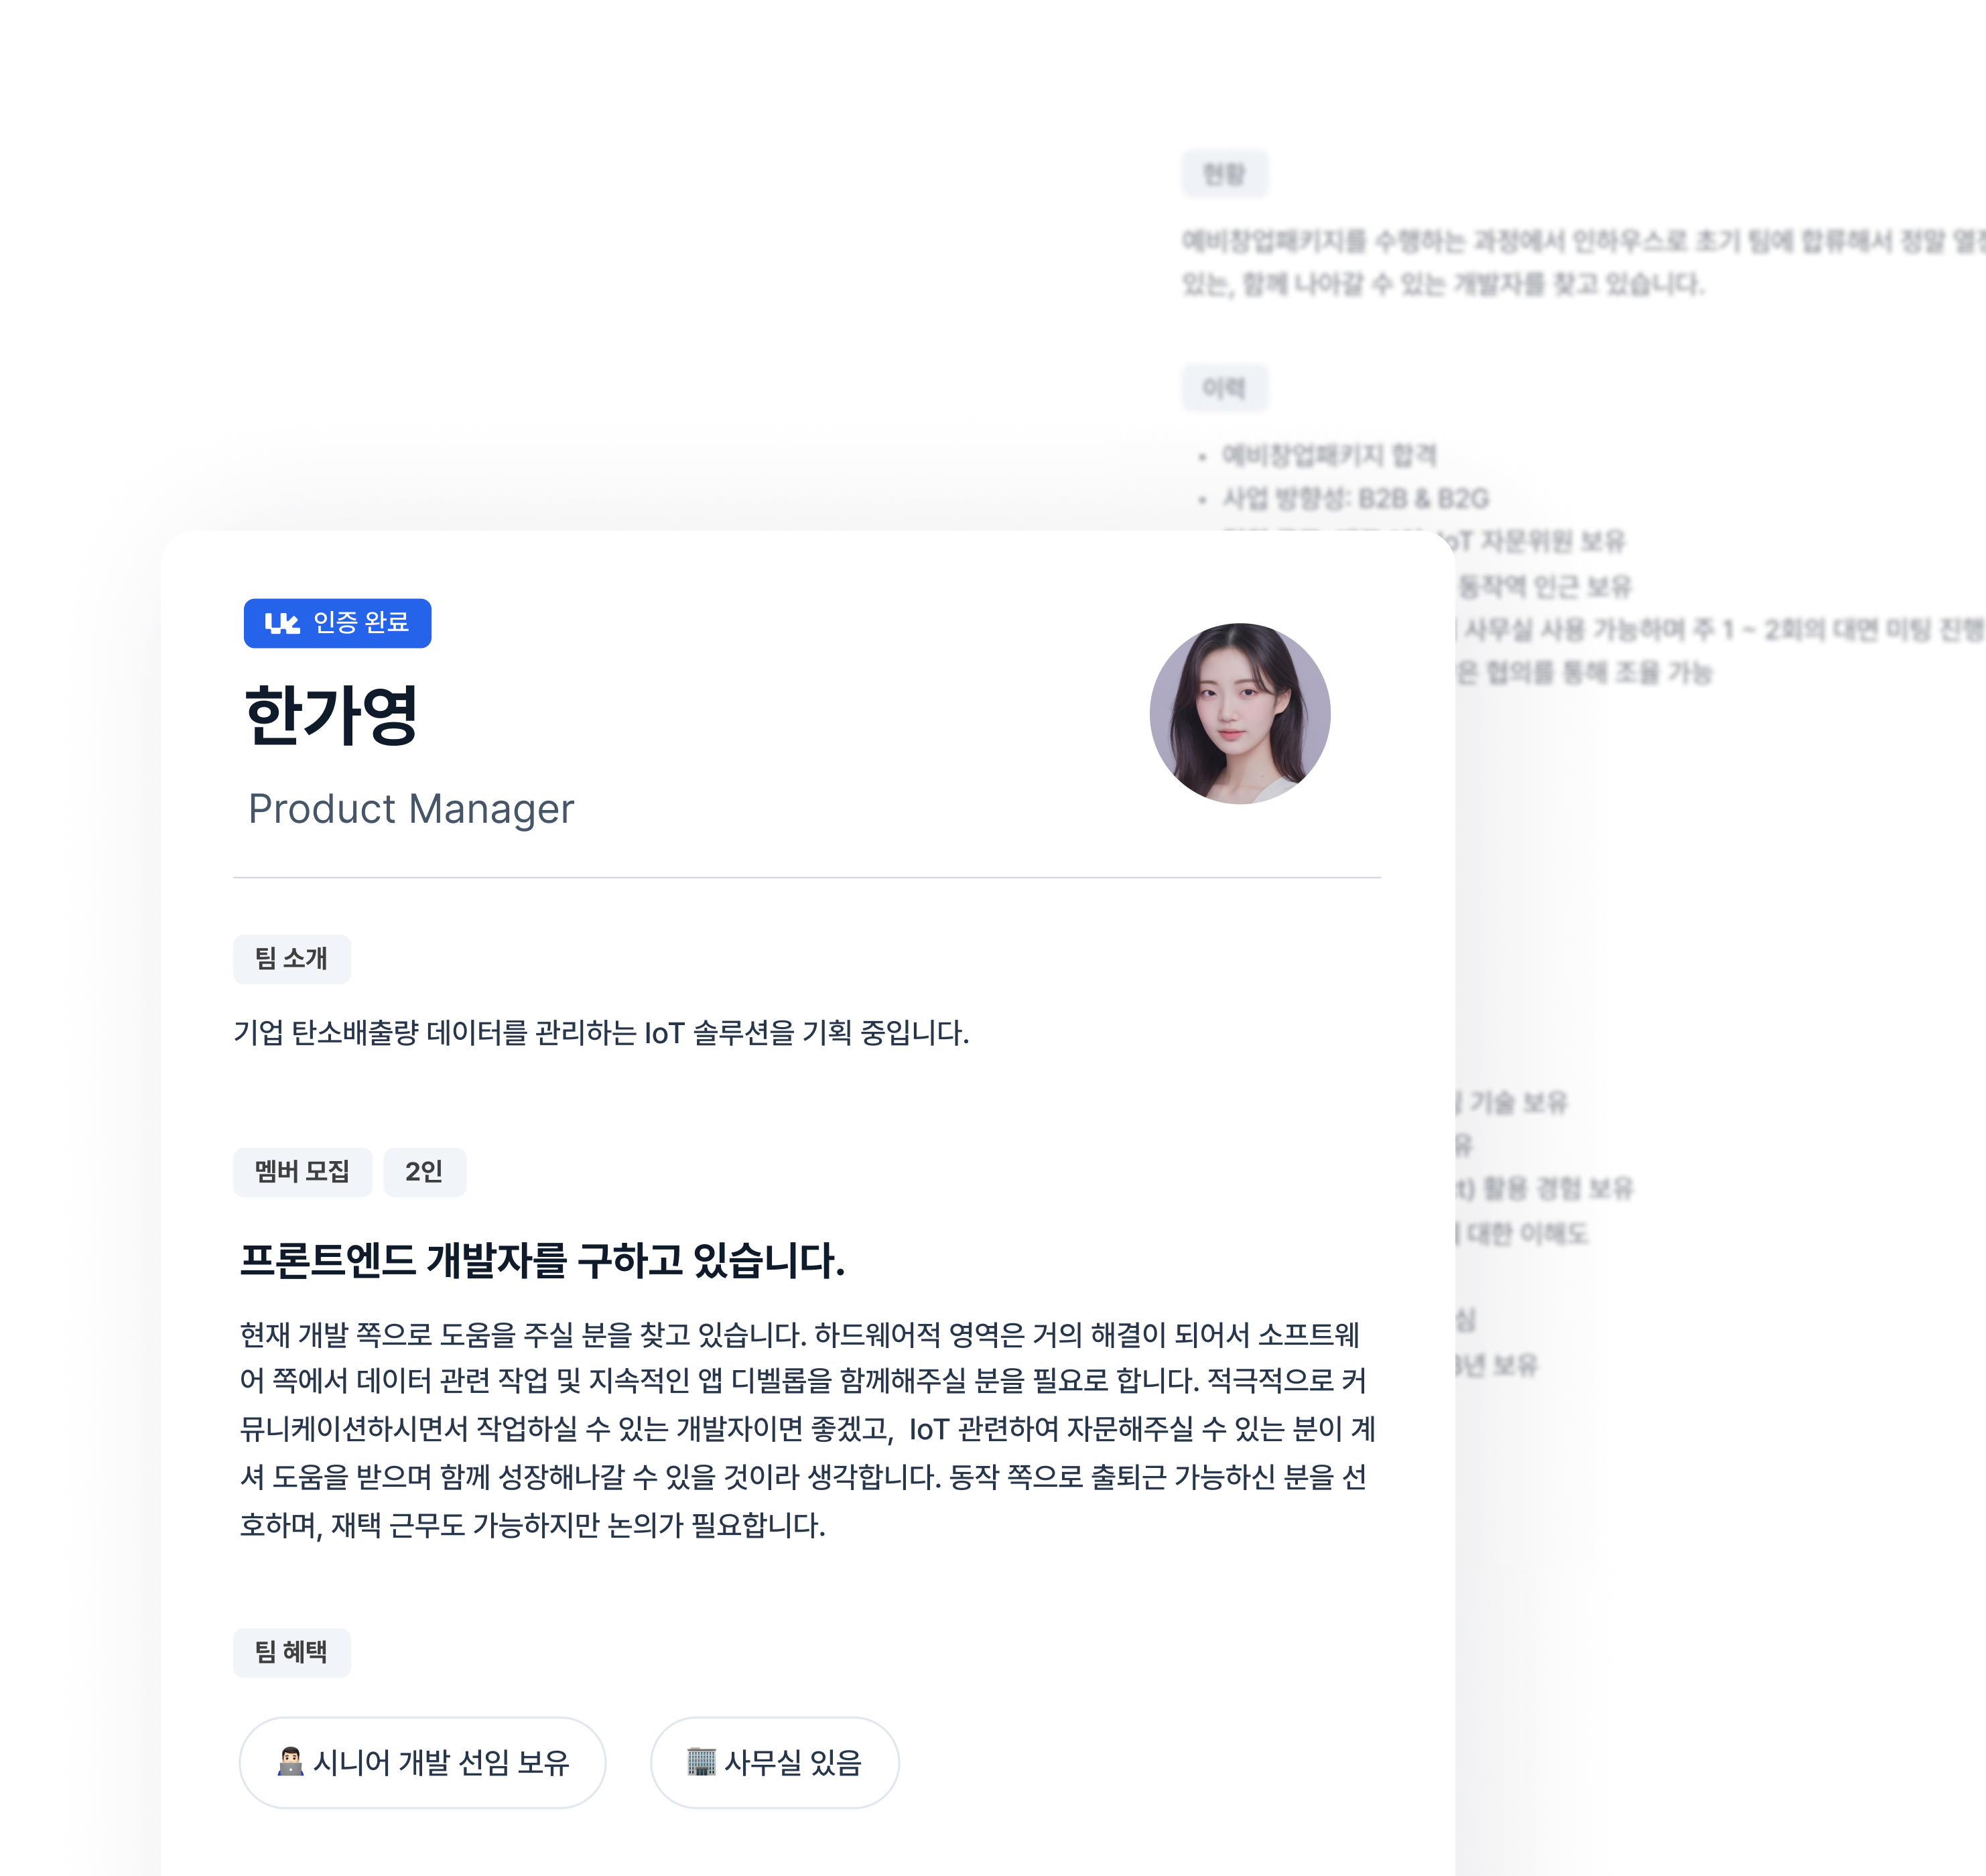 현황
예비창업패키지를 수행하는 과정에서 인하우스로 초기 팀에 합류해서 정말
있는, 함께 나아갈 수 있는 개발자를 찾고 있습니다.
이력
• 예비창업패키지 합격
• 사업 방향성: B2B & B2G
IoT 자문위원 보유
동작역 인근 보유
사무실 사용 가능하며 주 1 ~ 2회의 대면 미팅 진행
협의를 통해 조율 가능
기술 보유
활용 경험 보유
대한 이해도
보유
인증 완료
한가영
Product Manager
팀 소개
기업 탄소배출량 데이터를 관리하는 IoT 솔루션을 기획 중입니다.
멤버 모집 2인
프론트엔드 개발자를 구하고 있습니다.
현재 개발 쪽으로 도움을 주실 분을 찾고 있습니다. 하드웨어적 영역은 거의 해결이 되어서 소프트웨
어 쪽에서 데이터 관련 작업 및 지속적인 앱 디벨롭을 함께해주실 분을 필요로 합니다. 적극적으로 커
뮤니케이션하시면서 작업하실 수 있는 개발자이면 좋겠고, IoT 관련하여 자문해주실 수 있는 분이 계
셔 도움을 받으며 함께 성장해나갈 수 있을 것이라 생각합니다. 동작 쪽으로 출퇴근 가능하신 분을 선
호하며, 재택 근무도 가능하지만 논의가 필요합니다.
팀 혜택
시니어 개발 선임 보유
사무실 있음